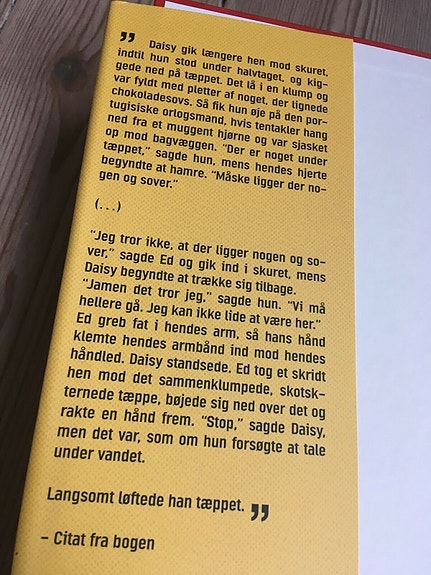 ”
Daisy gik længere hen mod skuret,
indtil hun stod under halvtaget, og kig-
gede ned på tæppet. Det lå i en klump og
var fyldt med pletter af noget, der lignede
chokoladesovs. Så fik hun øje på den por-
tugisiske orlogsmand, hvis tentakler hang
ned fra et muggent hjørne og var sjasket
op mod bagvæggen. "Der er noget under
tæppet," sagde hun, mens hendes hjerte
begyndte at hamre. "Måske ligger der no-
gen og sover."
(...)
"Jeg tror ikke, at der ligger nogen og so-
ver," sagde Ed og gik ind i skuret, mens
Daisy begyndte at trække sig tilbage.
"Jamen det tror jeg," sagde hun. "Vi må
hellere gå. Jeg kan ikke lide at være her."
Ed greb fat i hendes arm, så hans hånd
klemte hendes armbånd ind mod hendes
håndled. Daisy standsede. Ed tog et skridt
hen mod det sammenklumpede, skotsk-
ternede tæppe, bøjede sig ned over det og
rakte en hånd frem. "Stop," sagde Daisy,
men det var, som om hun forsøgte at tale
under vandet.
Langsomt løftede han tæppet. ”
– Citat fra bogen